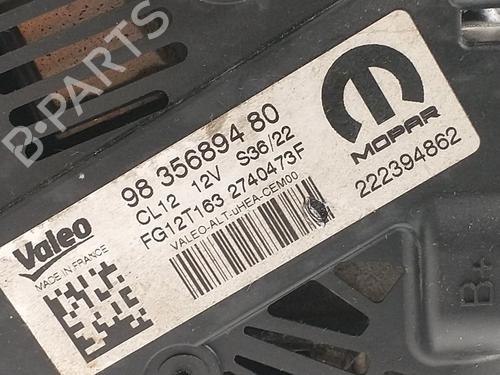 B-PARTS
Valeo
MADE IN FRANCE
98 356894 80
CL12 12V S36/22
FG12T163 2740473F
VALEO-ALT-uHEA-CEM00
MOPAR
222394862
B+